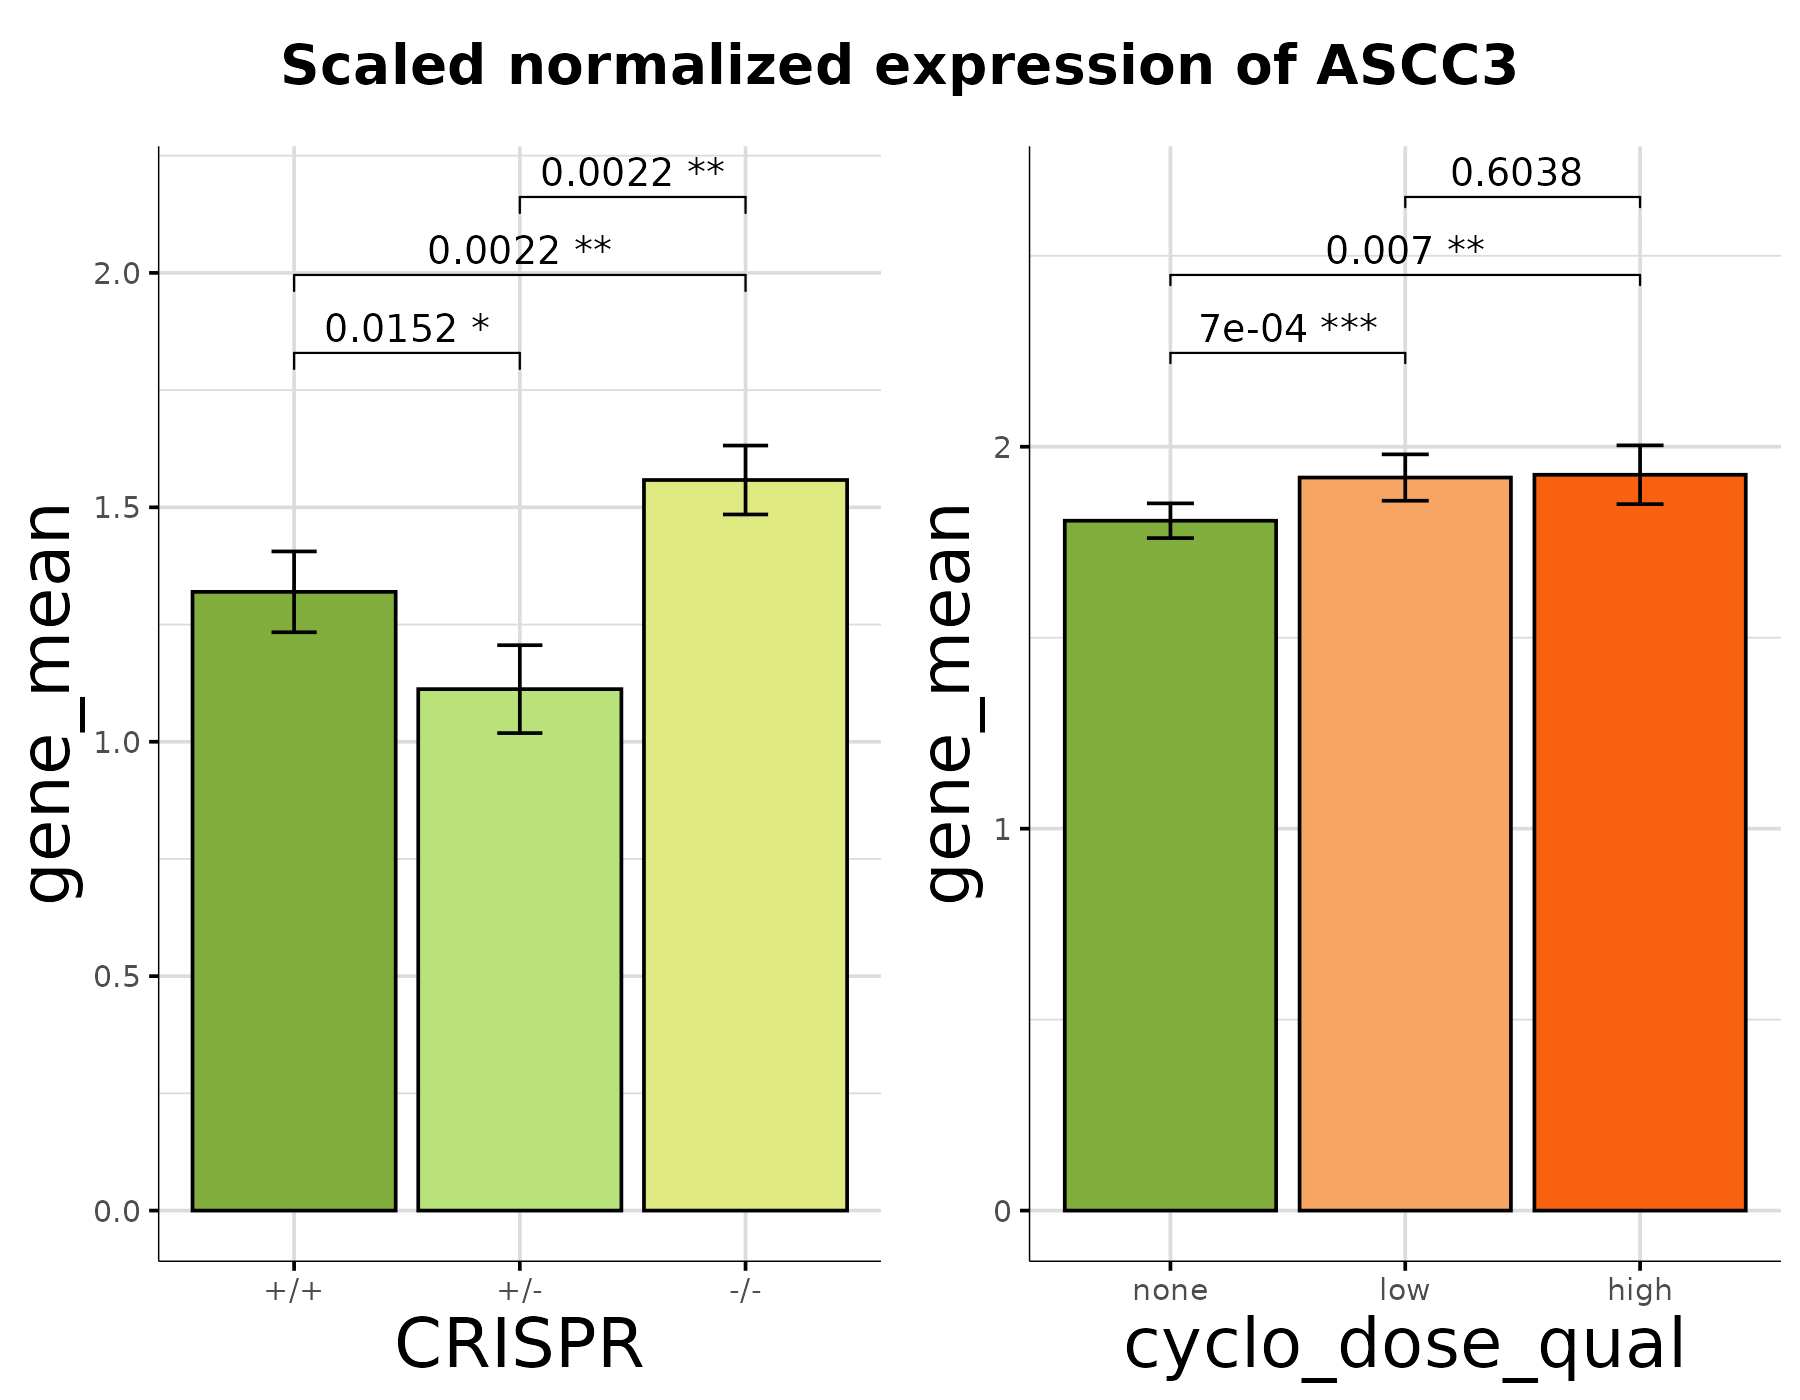 Scaled normalized expression of ASCC3
gene_mean
2.0
1.5
1.0
0.5
0.0
0.0022 **
0.0022 **
0.0152 *
+/+ +/- -/-
CRISPR
gene_mean
2
1
0
0.6038
0.007 **
7e-04 ***
none low high
cyclo_dose_qual